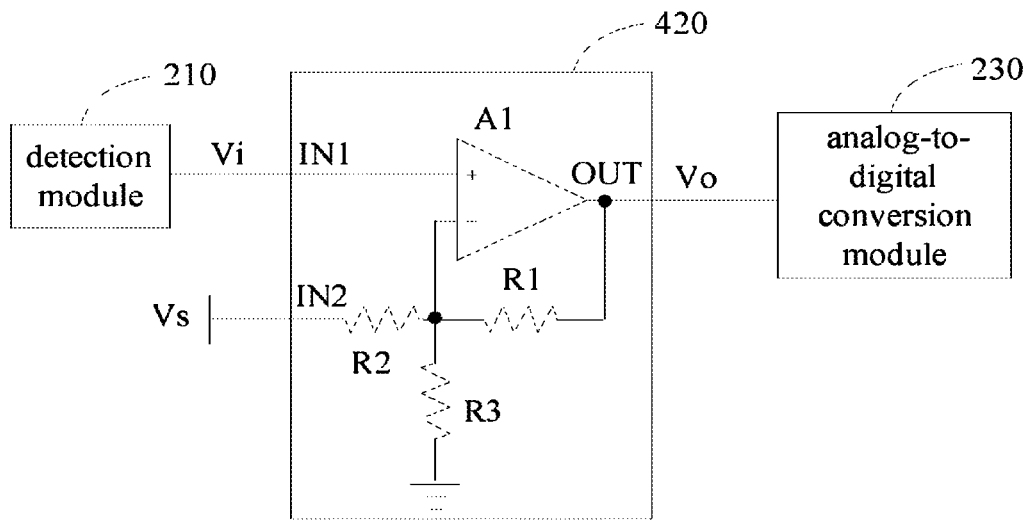 420
210
230
detection
module
Vi
IN1
A1
+
−
OUT
Vo
analog-to-
digital
conversion
module
Vs
IN2
R1
R2
R3